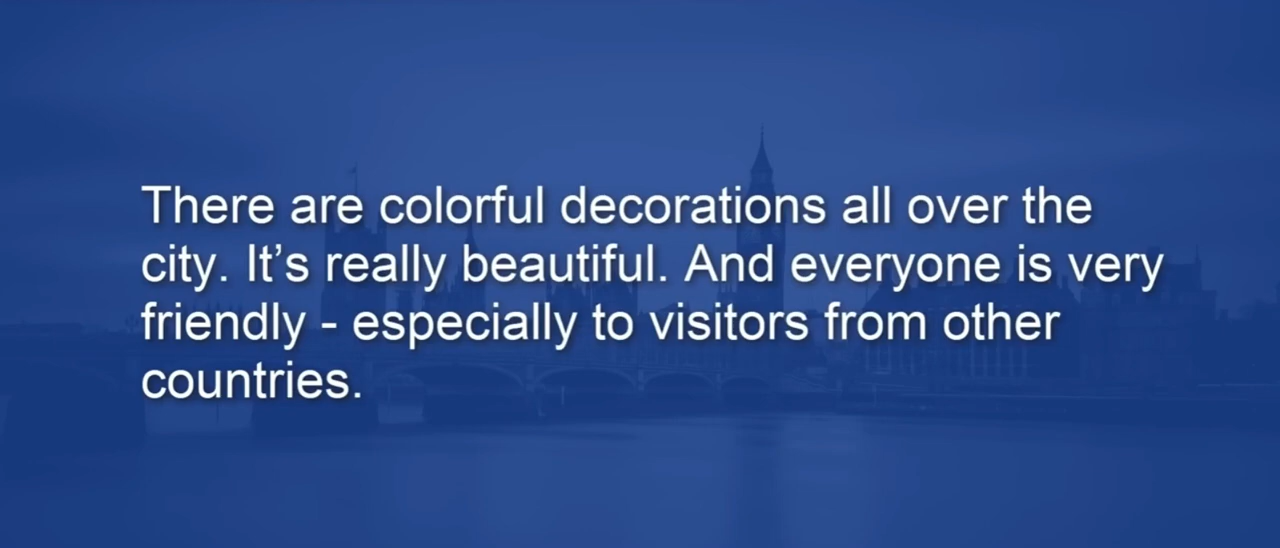 There are colorful decorations all over the
city. It’s really beautiful. And everyone is very
friendly - especially to visitors from other
countries.